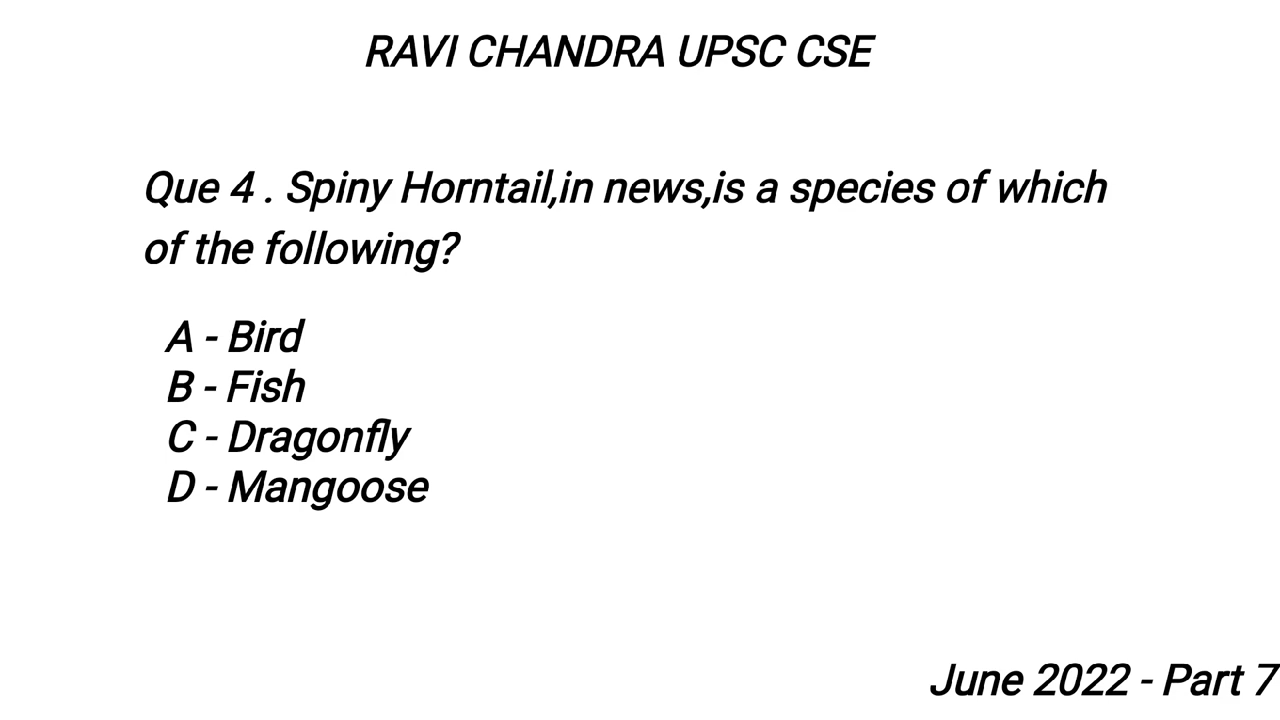 RAVI CHANDRA UPSC CSE
Que 4 . Spiny Horntail,in news,is a species of which
of the following?
A - Bird
B - Fish
C - Dragonfly
D - Mangoose
June 2022 - Part 7